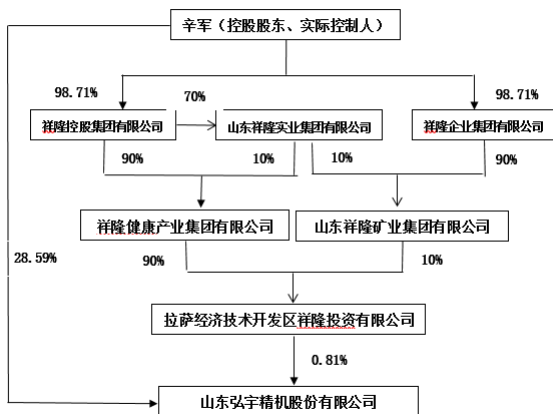 辛军（控股股东、实际控制人）
98.71%
98.71%
70%
祥隆控股集团有限公司
山东祥隆实业集团有限公司
祥隆企业集团有限公司
90%
10%
10%
90%
祥隆健康产业集团有限公司
山东祥隆矿业集团有限公司
28.59%
90%
10%
拉萨经济技术开发区祥隆投资有限公司
0.81%
山东弘宇精机股份有限公司